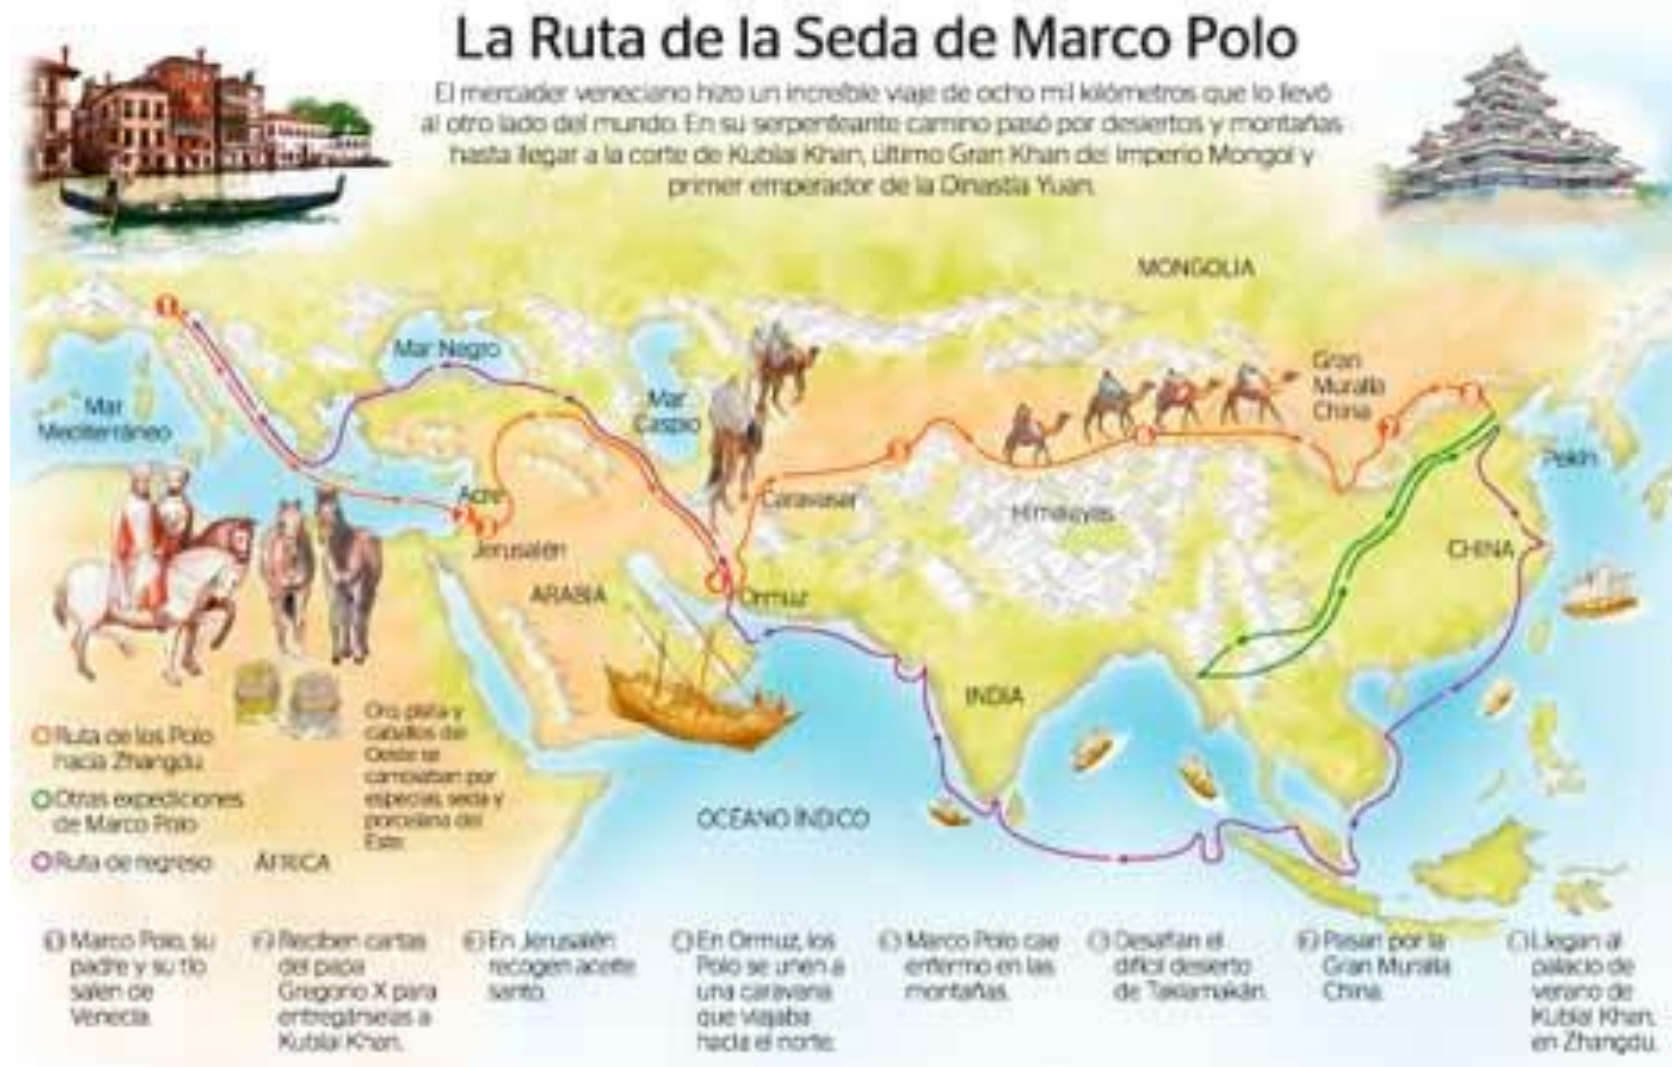 La Ruta de la Seda de Marco Polo
El mercader veneciano hizo un increíble viaje de ocho mil kilómetros que lo llevó
al otro lado del mundo. En su serpenteante camino pasó por desiertos y montañas
hasta llegar a la corte de Kublai Khan, último Gran Khan del Imperio Mongol y
primer emperador de la Dinastía Yuan.
MONGOLIA
Mar Negro
Mar
Mediterráneo
Mar
Caspio
Gran
Muralla
China
Pekín
Acre
Caravasar
Himalayas
Jerusalén
CHINA
ARABIA
Ormuz
INDIA
OCÉANO ÍNDICO
ÁFRICA
Oro, plata y
caballos del
Oeste se
cambiaban por
especias, seda y
porcelana del
Este.
Ruta de los Polo
hacia Zhangdu
Otras expediciones
de Marco Polo
Ruta de regreso
Marco Polo, su
padre y su tío
salen de
Venecia.
Reciben cartas
del papa
Gregorio X para
entregárselas a
Kublai Khan.
En Jerusalén
recogen aceite
santo.
En Ormuz, los
Polo se unen a
una caravana
que viajaba
hacia el norte.
Marco Polo cae
enfermo en las
montañas.
Desafían el
difícil desierto
de Taklamakán.
Pasan por la
Gran Muralla
China.
Llegan al
palacio de
verano de
Kublai Khan,
en Zhangdu.